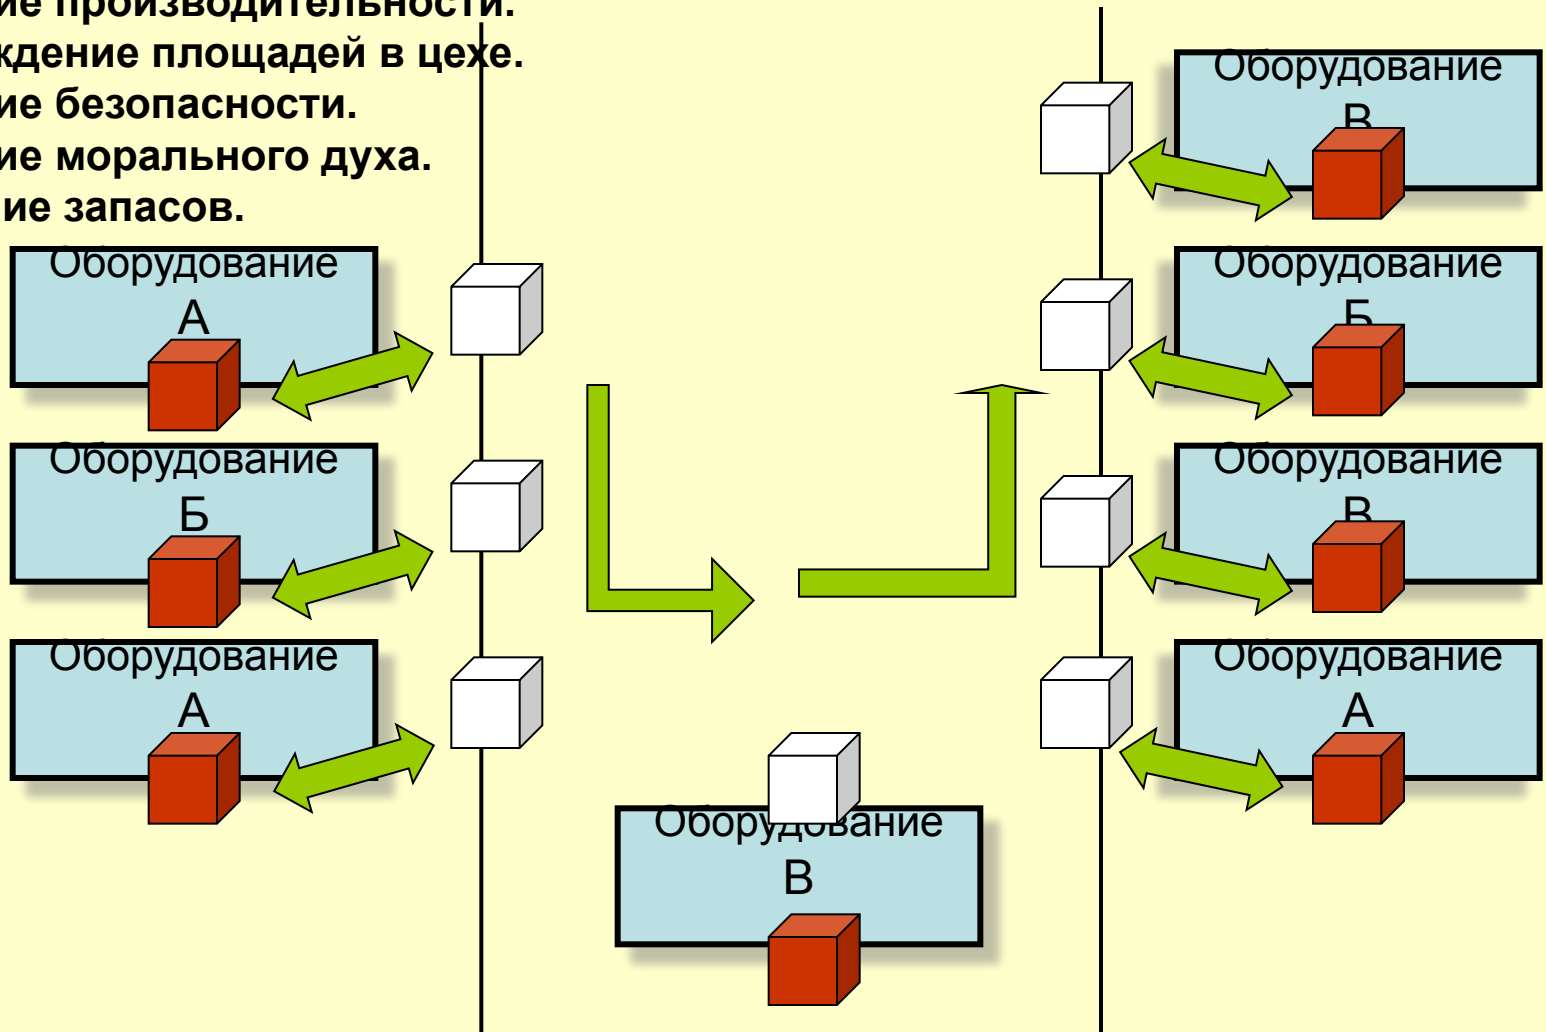 ие производительности.
ждение площадей в цехе.
ие безопасности.
ие морального духа.
ие запасов.
Оборудование
А
Оборудование
Б
Оборудование
А
Оборудование
В
Оборудование
В
Оборудование
Б
Оборудование
В
Оборудование
А